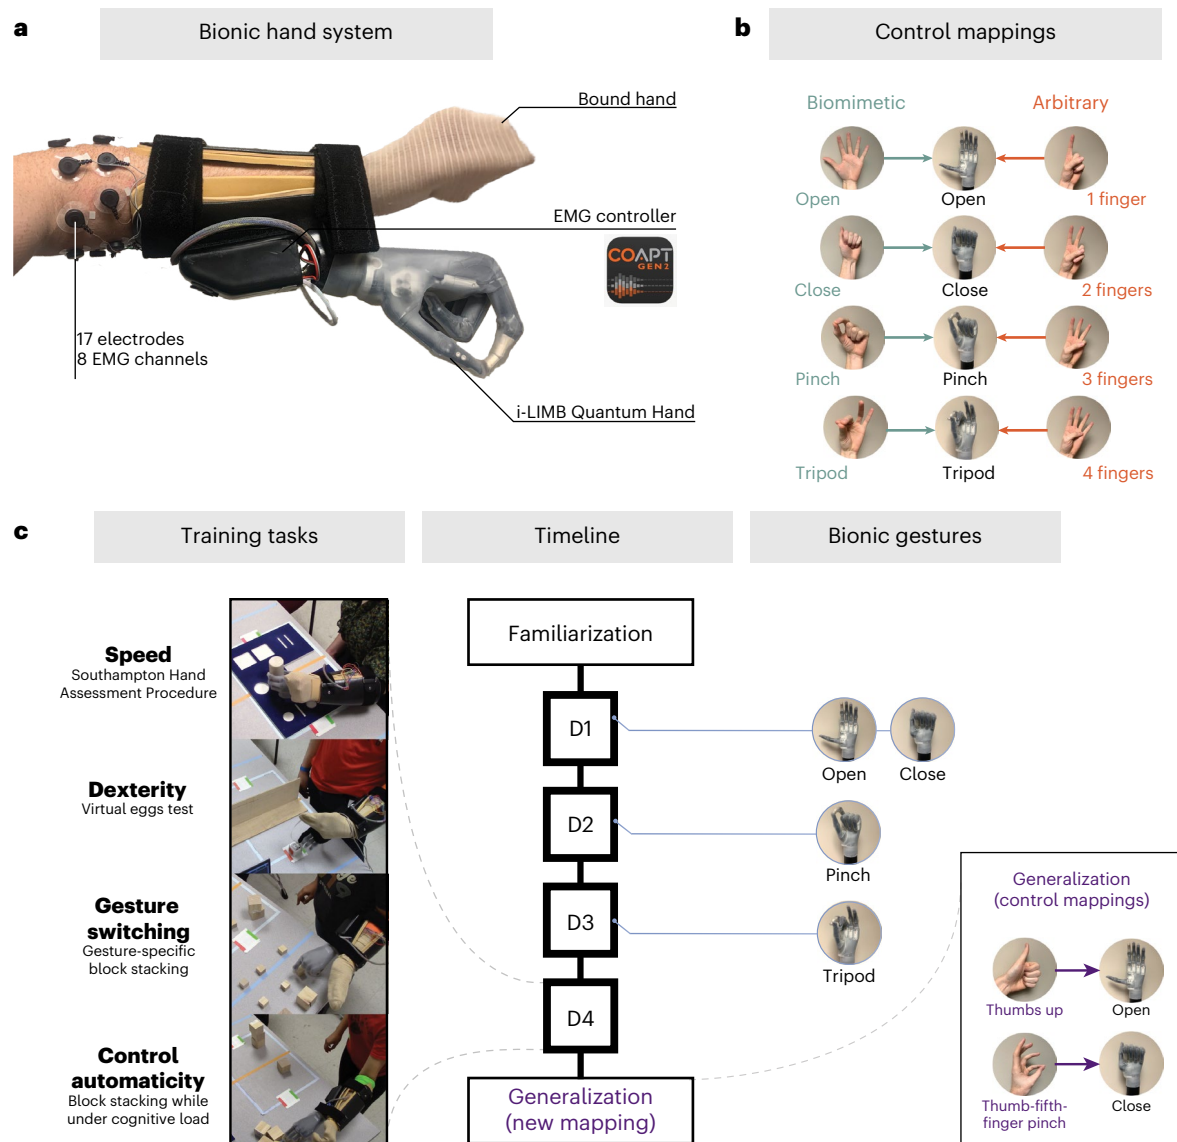 a
Bionic hand system
Bound hand
EMG controller
COAPT
GEN2
17 electrodes
8 EMG channels
i-LIMB Quantum Hand
b
Control mappings
Biomimetic
Arbitrary
Open
Open
1 finger
Close
Close
2 fingers
Pinch
Pinch
3 fingers
Tripod
Tripod
4 fingers
c
Training tasks
Timeline
Bionic gestures
Speed
Southampton Hand
Assessment Procedure
Dexterity
Virtual eggs test
Gesture
switching
Gesture-specific
block stacking
Control
automaticity
Block stacking while
under cognitive load
Familiarization
D1
D2
D3
D4
Generalization
(new mapping)
Open
Close
Pinch
Tripod
Generalization
(control mappings)
Thumbs up
Open
Thumb-fifth-
finger pinch
Close